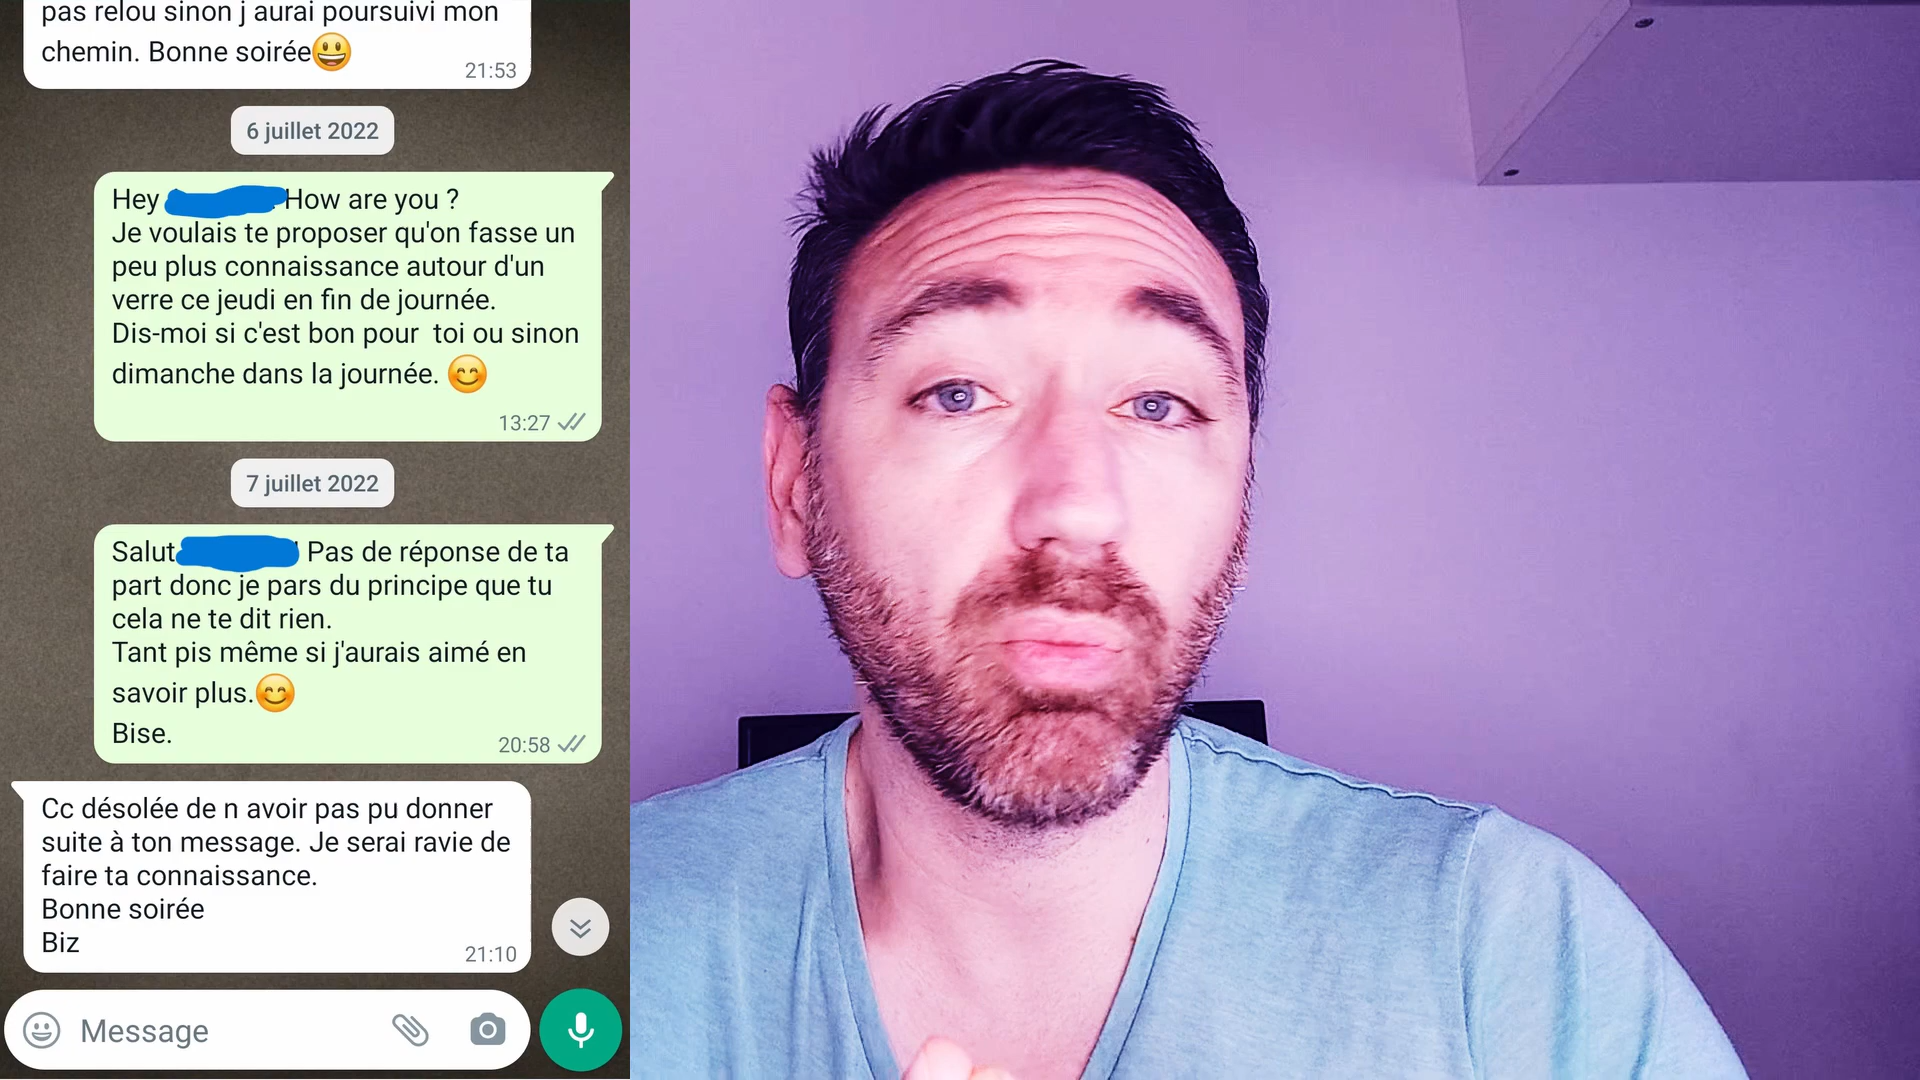 pas relou sinon j aurai poursuivi mon
chemin. Bonne soirée😃
21:53
6 juillet 2022
Hey How are you ?
Je voulais te proposer qu'on fasse un
peu plus connaissance autour d'un
verre ce jeudi en fin de journée.
Dis-moi si c'est bon pour  toi ou sinon
dimanche dans la journée. 😊
13:27
7 juillet 2022
Salut Pas de réponse de ta
part donc je pars du principe que tu
cela ne te dit rien.
Tant pis même si j'aurais aimé en
savoir plus.😊
Bise.
20:58
Cc désolée de n avoir pas pu donner
suite à ton message. Je serai ravie de
faire ta connaissance.
Bonne soirée
Biz
21:10
Message